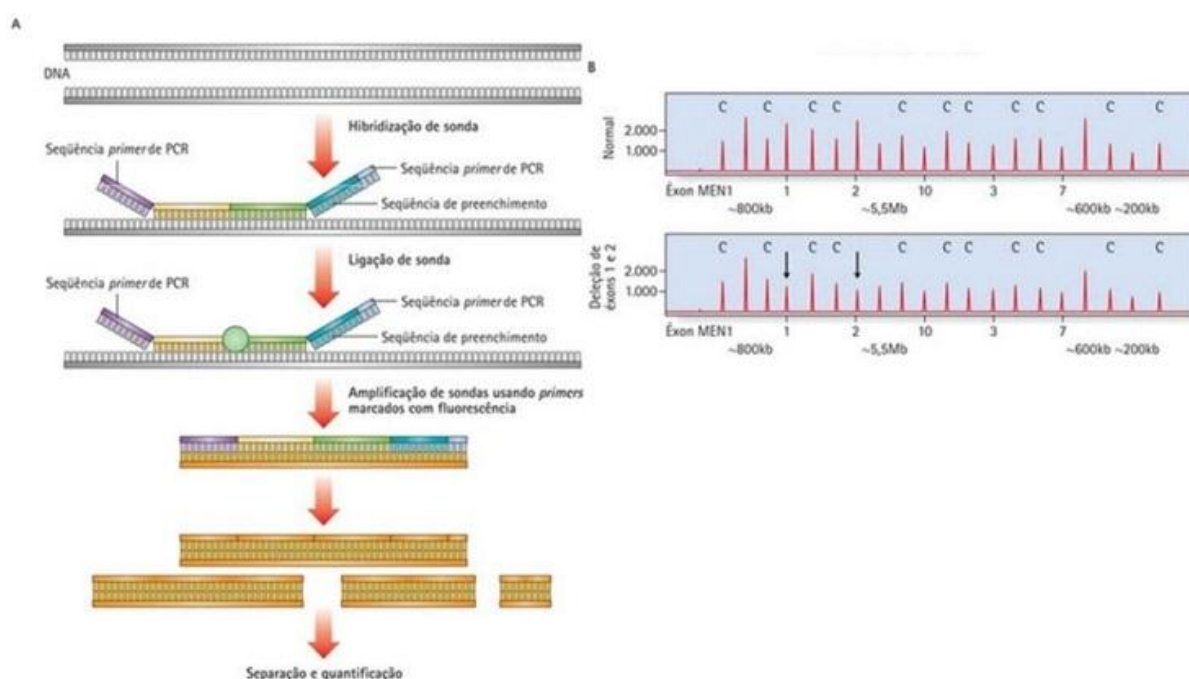 A
DNA
Hibridização de sonda
Seqüência primer de PCR
Seqüência primer de PCR
Seqüência de preenchimento
Ligação de sonda
Seqüência primer de PCR
Seqüência primer de PCR
Seqüência de preenchimento
Amplificação de sondas usando primers
marcados com fluorescência
Separação e quantificação
B
C C C C C C C C C C C
Normal
2.000
1.000
Éxon MEN1 1 2 10 3 7
~800kb ~5,5Mb ~600kb ~200kb
C C C C C C C C C C C
Deleção de
éxons 1 e 2
2.000
1.000
Éxon MEN1 1 2 10 3 7
~800kb ~5,5Mb ~600kb ~200kb